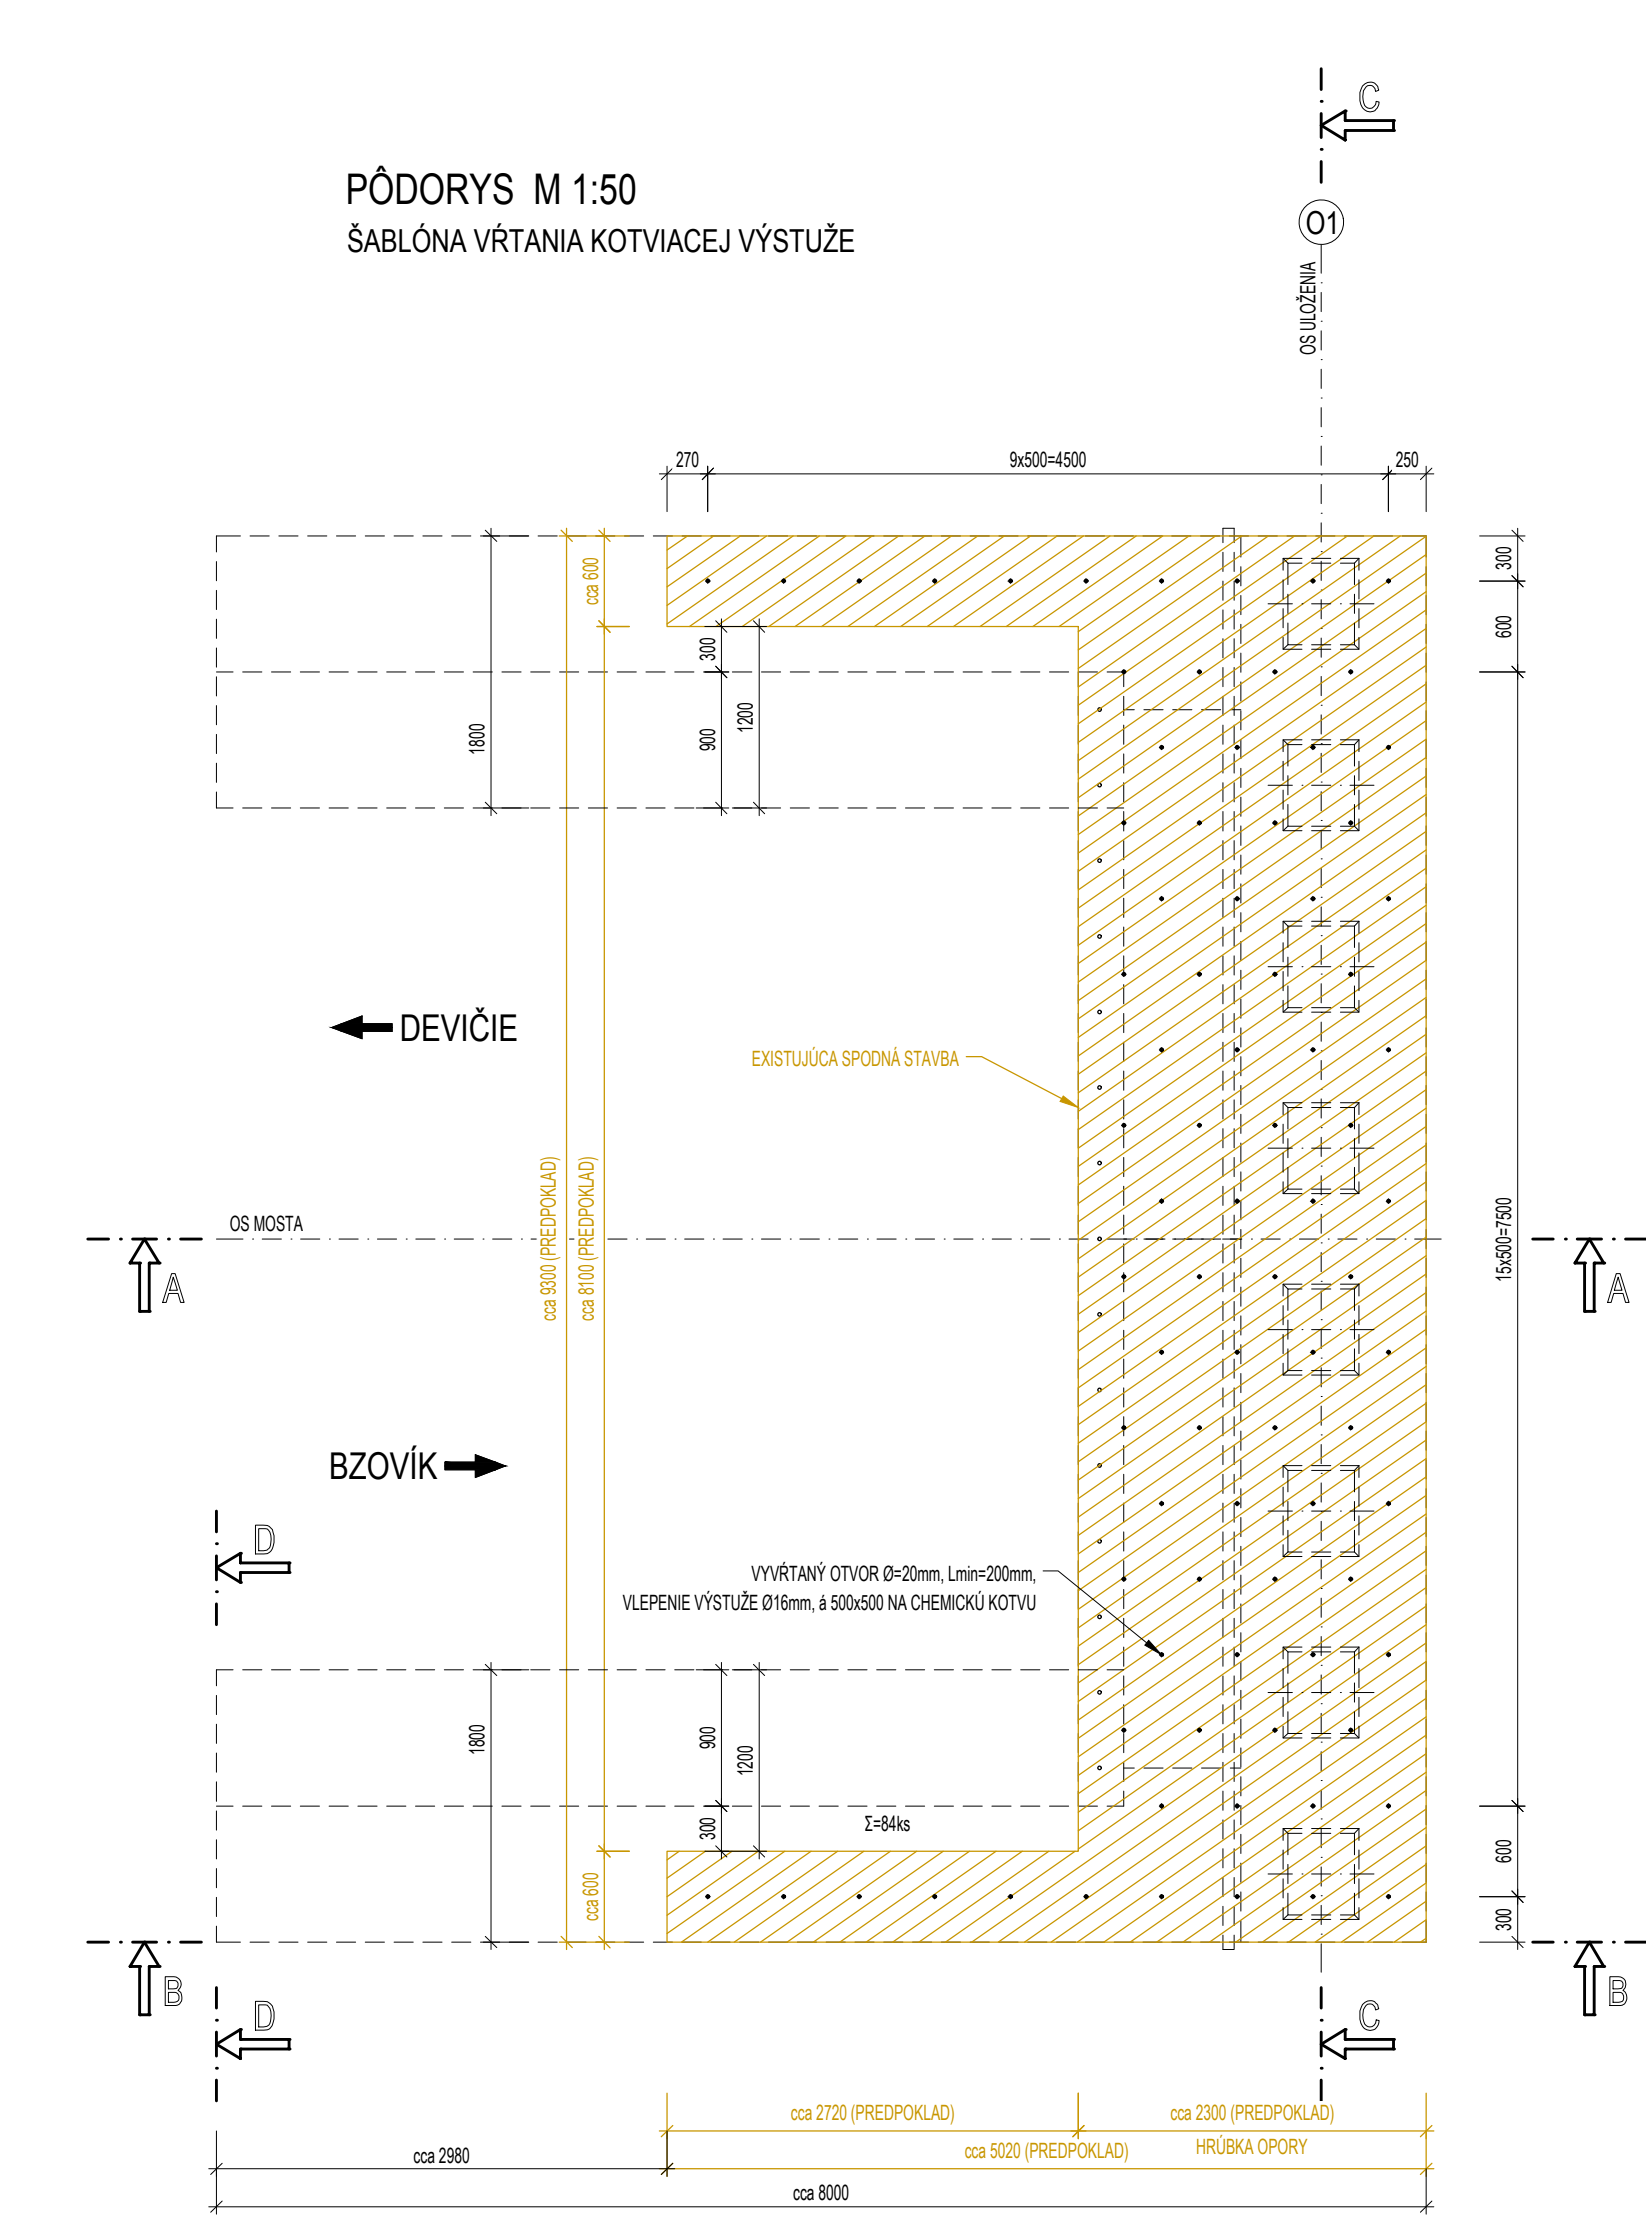 C
PÔDORYS M 1:50
ŠABLÓNA VŔTANIA KOTVIACEJ VÝSTUŽE
O1
OS ULOŽENIA
270
9x500=4500
250
cca 600
300
300
600
1800
900
1200
DEVIČIE
EXISTUJÚCA SPODNÁ STAVBA
cca 9300 (PREDPOKLAD)
cca 8100 (PREDPOKLAD)
15x500=7500
OS MOSTA
A
A
BZOVÍK
D
VYVŔTANÝ OTVOR Ø=20mm, Lmin=200mm,
VLEPENIE VÝSTUŽE Ø16mm, á 500x500 NA CHEMICKÚ KOTVU
1800
900
1200
300
Σ=84ks
600
cca 600
300
B
B
D
C
cca 2720 (PREDPOKLAD)
cca 2300 (PREDPOKLAD)
cca 5020 (PREDPOKLAD)
HRÚBKA OPORY
cca 2980
cca 8000